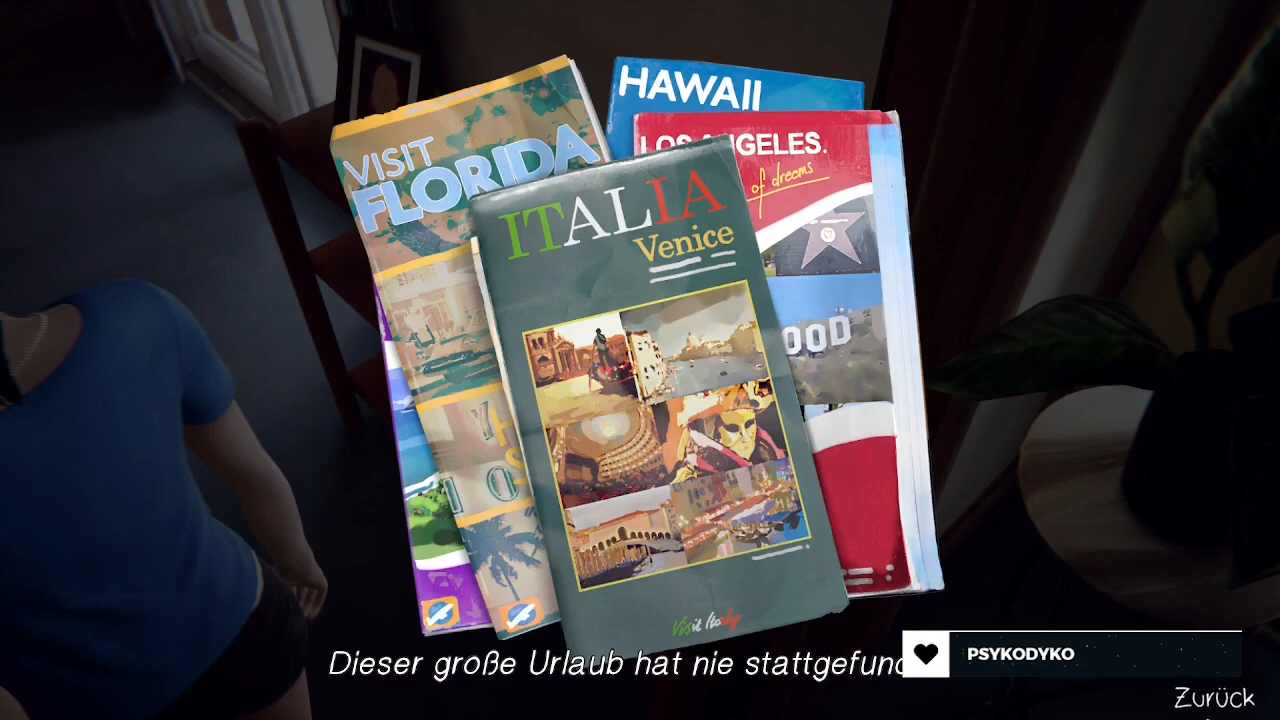 HAWAII
VISIT
FLORIDA
LOS ANGELES.
of dreams
ITALIA
Venice
OOD
Visit Italy
Dieser große Urlaub hat nie stattgefund
PSYKODYKO
Zurück